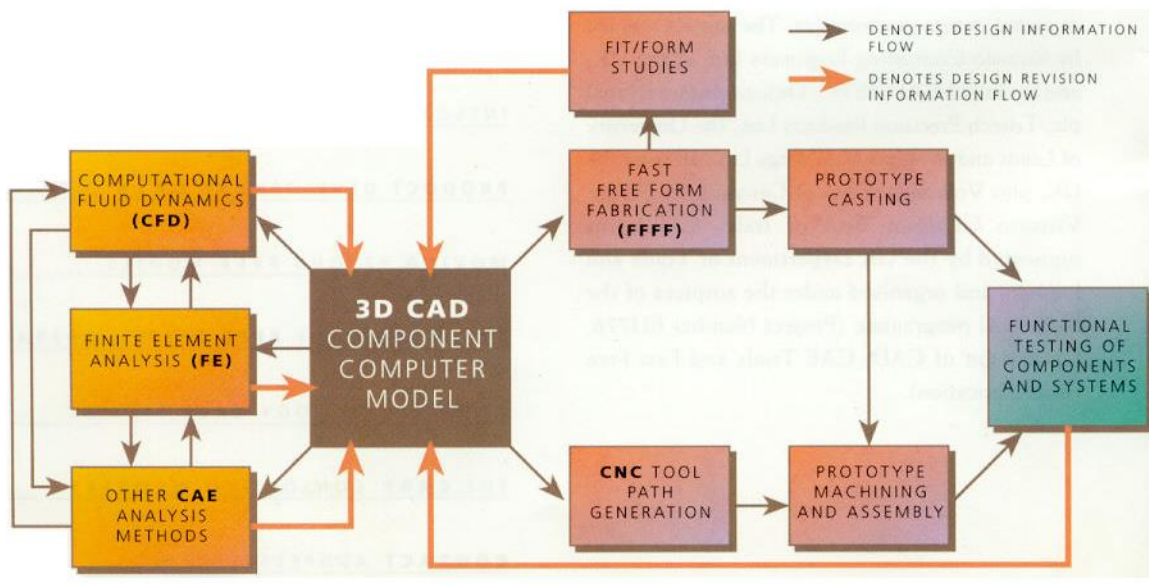 FIT/FORM
STUDIES
DENOTES DESIGN INFORMATION
FLOW
DENOTES DESIGN REVISION
INFORMATION FLOW
COMPUTATIONAL
FLUID DYNAMICS
(CFD)
FAST
FREE FORM
FABRICATION
(FFFF)
PROTOTYPE
CASTING
FINITE ELEMENT
ANALYSIS (FE)
3D CAD
COMPONENT
COMPUTER
MODEL
FUNCTIONAL
TESTING OF
COMPONENTS
AND SYSTEMS
OTHER CAE
ANALYSIS
METHODS
CNC TOOL
PATH
GENERATION
PROTOTYPE
MACHINING
AND ASSEMBLY